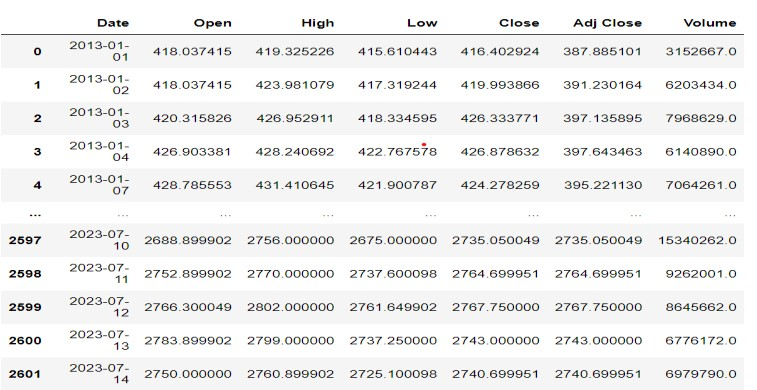 Date Open High Low Close Adj Close Volume
0 2013-01-01 418.037415 419.325226 415.610443 416.402924 387.885101 3152667.0
1 2013-01-02 418.037415 423.981079 417.319244 419.993866 391.230164 6203434.0
2 2013-01-03 420.315826 426.952911 418.334595 426.333771 397.135895 7968629.0
3 2013-01-04 426.903381 428.240692 422.767578 426.878632 397.643463 6140890.0
4 2013-01-07 428.785553 431.410645 421.900787 424.278259 395.221130 7064261.0
... ... ... ... ... ... ... ...
2597 2023-07-10 2688.899902 2756.000000 2675.000000 2735.050049 2735.050049 15340262.0
2598 2023-07-11 2752.899902 2770.000000 2737.600098 2764.699951 2764.699951 9262001.0
2599 2023-07-12 2766.300049 2802.000000 2761.649902 2767.750000 2767.750000 8645662.0
2600 2023-07-13 2783.899902 2799.000000 2737.250000 2743.000000 2743.000000 6776172.0
2601 2023-07-14 2750.000000 2760.899902 2725.100098 2740.699951 2740.699951 6979790.0